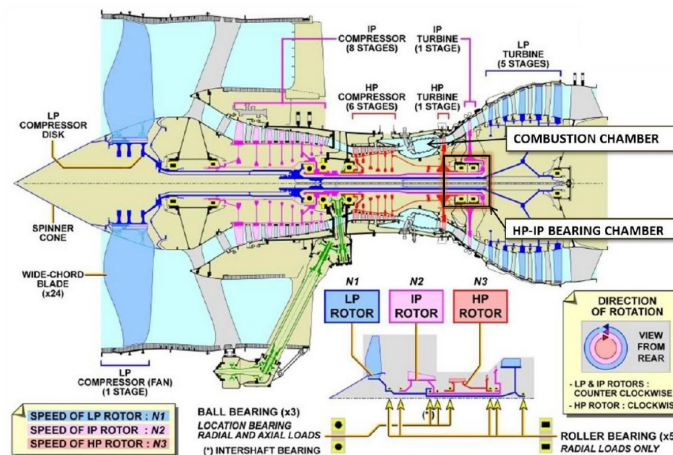 IP
COMPRESSOR
(8 STAGES)
IP
TURBINE
(1 STAGE)
LP
TURBINE
(5 STAGES)
HP
COMPRESSOR
(6 STAGES)
HP
TURBINE
(1 STAGE)
LP
COMPRESSOR
DISK
COMBUSTION CHAMBER
SPINNER
CONE
HP-IP BEARING CHAMBER
WIDE-CHORD
BLADE
(x24)
N1
N2
N3
LP
ROTOR
IP
ROTOR
HP
ROTOR
DIRECTION
OF ROTATION
VIEW
FROM
REAR
- LP & IP ROTORS :
COUNTER CLOCKWISE
- HP ROTOR : CLOCKWISE
LP
COMPRESSOR (FAN)
(1 STAGE)
SPEED OF LP ROTOR : N1
SPEED OF IP ROTOR : N2
SPEED OF HP ROTOR : N3
BALL BEARING (x3)
LOCATION BEARING
RADIAL AND AXIAL LOADS
(*) INTERSHAFT BEARING
(*)
ROLLER BEARING (x5
RADIAL LOADS ONLY